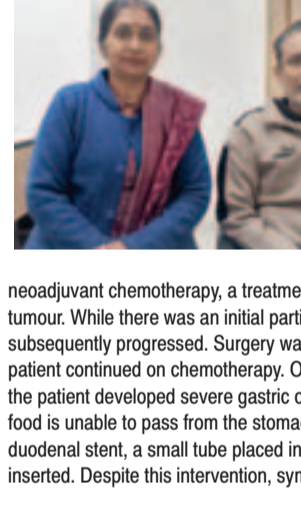 neoadjuvant chemotherapy, a treatme
tumour. While there was an initial parti
subsequently progressed. Surgery wa
patient continued on chemotherapy. O
the patient developed severe gastric o
food is unable to pass from the stoma
duodenal stent, a small tube placed in
inserted. Despite this intervention, syn